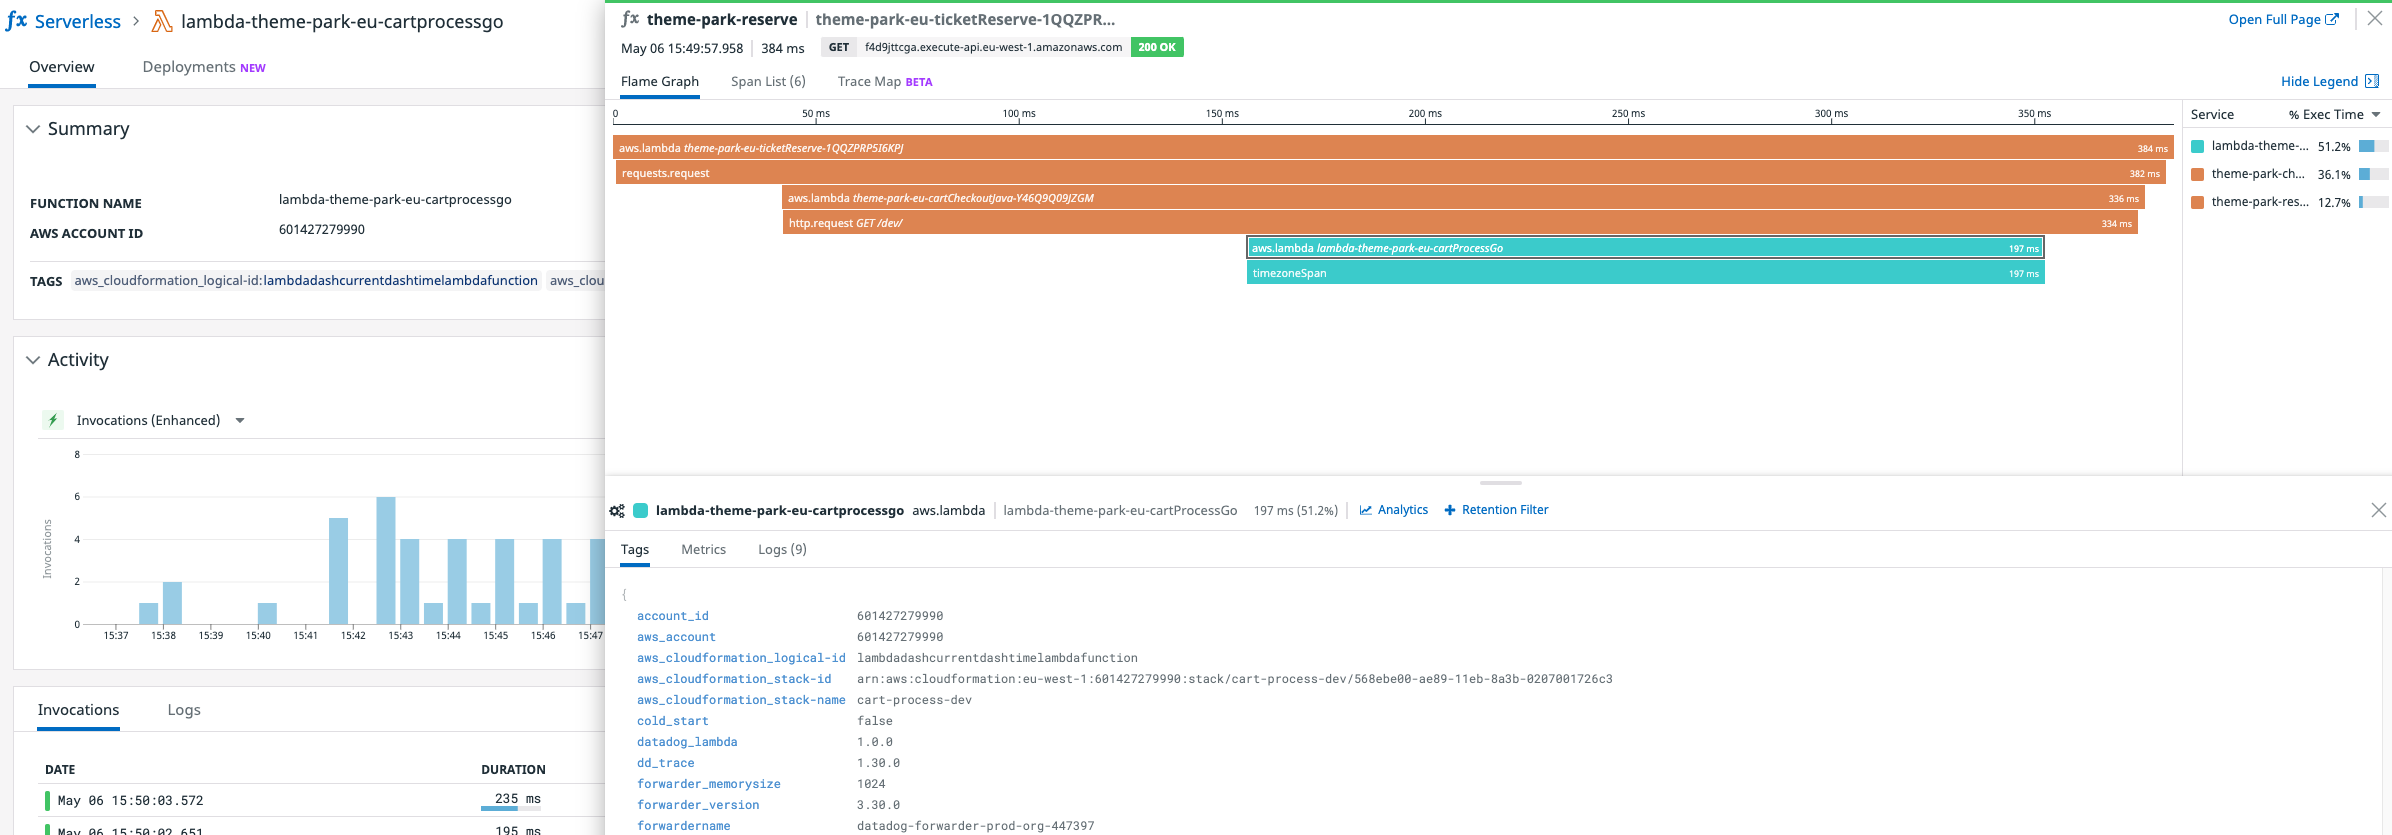 fx Serverless > lambda-theme-park-eu-cartprocessgo
Overview Deployments NEW
Summary
FUNCTION NAME lambda-theme-park-eu-cartprocessgo
AWS ACCOUNT ID 601427279990
TAGS aws_cloudformation_logical-id:lambdadashcurrentdashtimelambdafunction aws_clou
Activity
Invocations (Enhanced)
8
6
4
2
0
Invocations
15:37 15:38 15:39 15:40 15:41 15:42 15:43 15:44 15:45 15:46 15:47
Invocations Logs
DATE DURATION
May 06 15:50:03.572 235 ms
May 06 15:50:02.651 195 ms
fx theme-park-reserve theme-park-eu-ticketReserve-1QQZPR... Open Full Page
May 06 15:49:57.958 384 ms GET f4d9jttcga.execute-api.eu-west-1.amazonaws.com 200 OK
Flame Graph Span List (6) Trace Map BETA Hide Legend
0 50 ms 100 ms 150 ms 200 ms 250 ms 300 ms 350 ms
aws.lambda theme-park-eu-ticketReserve-1QQZPRP5I6KPJ 384 ms
requests.request 382 ms
aws.lambda theme-park-eu-cartCheckoutJava-Y46Q9Q09JZGM 336 ms
http.request GET /dev/ 334 ms
aws.lambda lambda-theme-park-eu-cartProcessGo 197 ms
timezoneSpan 197 ms
Service % Exec Time
lambda-theme-... 51.2%
theme-park-ch... 36.1%
theme-park-res... 12.7%
lambda-theme-park-eu-cartprocessgo aws.lambda lambda-theme-park-eu-cartProcessGo 197 ms (51.2%) Analytics Retention Filter
Tags Metrics Logs (9)
{
account_id 601427279990
aws_account 601427279990
aws_cloudformation_logical-id lambdadashcurrentdashtimelambdafunction
aws_cloudformation_stack-id arn:aws:cloudformation:eu-west-1:601427279990:stack/cart-process-dev/568ebe00-ae89-11eb-8a3b-0207001726c3
aws_cloudformation_stack-name cart-process-dev
cold_start false
datadog_lambda 1.0.0
dd_trace 1.30.0
forwarder_memorysize 1024
forwarder_version 3.30.0
forwardername datadog-forwarder-prod-org-447397